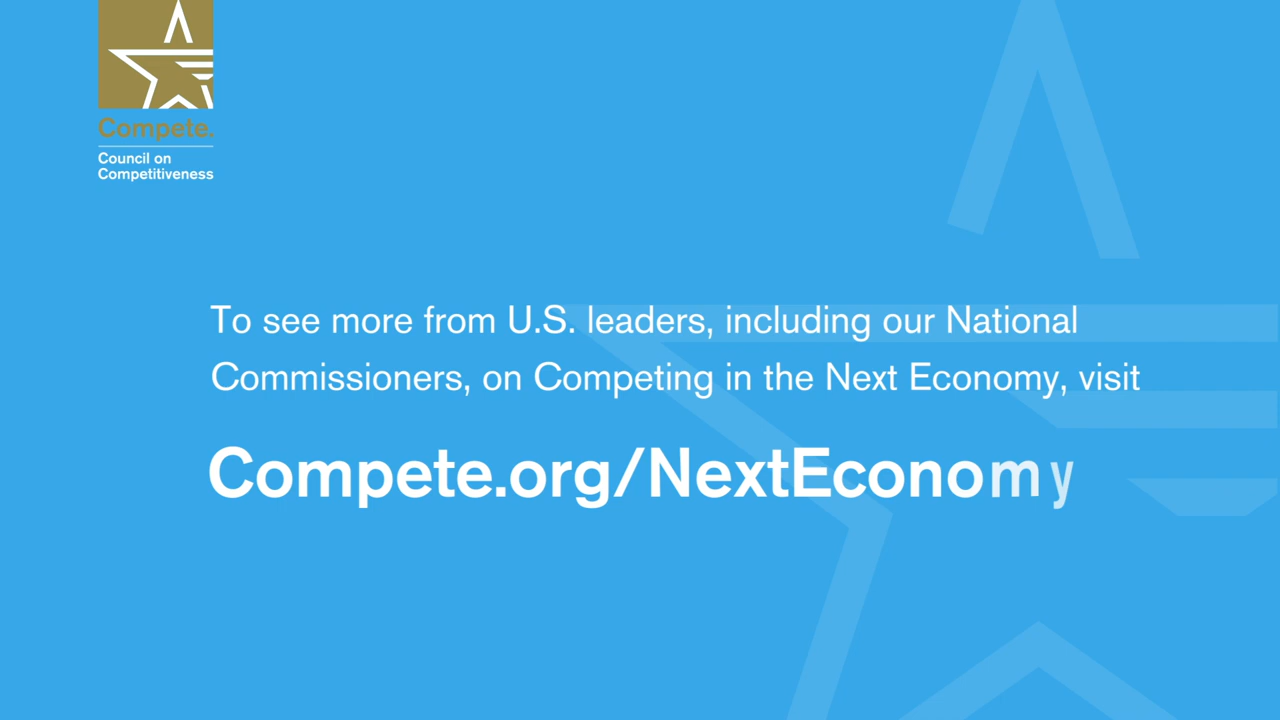 Compete.
Council on
Competitiveness
To see more from U.S. leaders, including our National
Commissioners, on Competing in the Next Economy, visit
Compete.org/NextEconomy